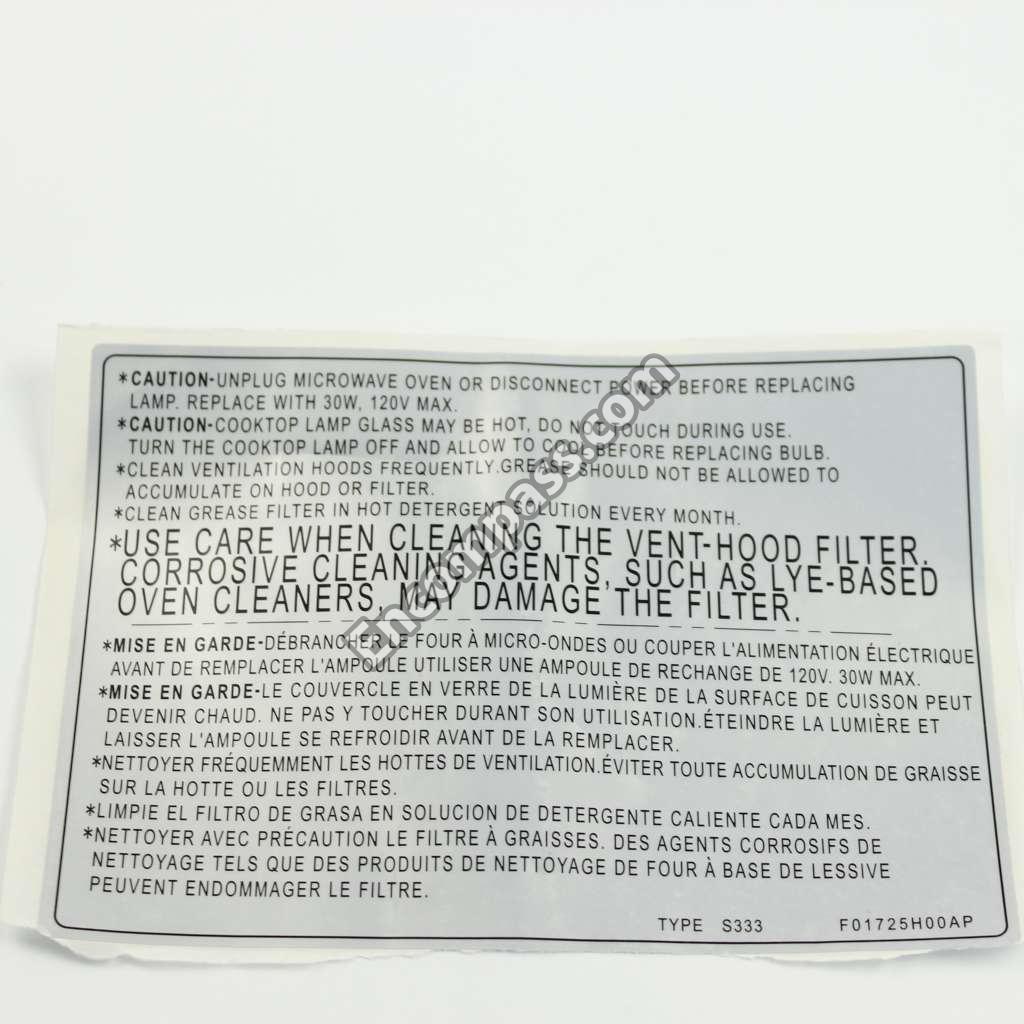 *CAUTION-UNPLUG MICROWAVE OVEN OR DISCONNECT POWER BEFORE REPLACING
LAMP. REPLACE WITH 30W, 120V MAX.
*CAUTION-COOKTOP LAMP GLASS MAY BE HOT, DO NOT TOUCH DURING USE.
TURN THE COOKTOP LAMP OFF AND ALLOW TO COOL BEFORE REPLACING BULB.
*CLEAN VENTILATION HOODS FREQUENTLY.GREASE SHOULD NOT BE ALLOWED TO
ACCUMULATE ON HOOD OR FILTER.
*CLEAN GREASE FILTER IN HOT DETERGENT SOLUTION EVERY MONTH.
*USE CARE WHEN CLEANING THE VENT-HOOD FILTER.
CORROSIVE CLEANING AGENTS, SUCH AS LYE-BASED
OVEN CLEANERS, MAY DAMAGE THE FILTER.
*MISE EN GARDE-DÉBRANCHER LE FOUR À MICRO-ONDES OU COUPER L'ALIMENTATION ÉLECTRIQUE
AVANT DE REMPLACER L'AMPOULE UTILISER UNE AMPOULE DE RECHANGE DE 120V. 30W MAX.
*MISE EN GARDE-LE COUVERCLE EN VERRE DE LA LUMIÈRE DE LA SURFACE DE CUISSON PEUT
DEVENIR CHAUD. NE PAS Y TOUCHER DURANT SON UTILISATION.ÉTEINDRE LA LUMIÈRE ET
LAISSER L'AMPOULE SE REFROIDIR AVANT DE LA REMPLACER.
*NETTOYER FRÉQUEMMENT LES HOTTES DE VENTILATION.ÉVITER TOUTE ACCUMULATION DE GRAISSE
SUR LA HOTTE OU LES FILTRES.
*LIMPIE EL FILTRO DE GRASA EN SOLUCION DE DETERGENTE CALIENTE CADA MES.
*NETTOYER AVEC PRÉCAUTION LE FILTRE À GRAISSES. DES AGENTS CORROSIFS DE
NETTOYAGE TELS QUE DES PRODUITS DE NETTOYAGE DE FOUR À BASE DE LESSIVE
PEUVENT ENDOMMAGER LE FILTRE.
TYPE S333 F01725H00AP
Encompass.com